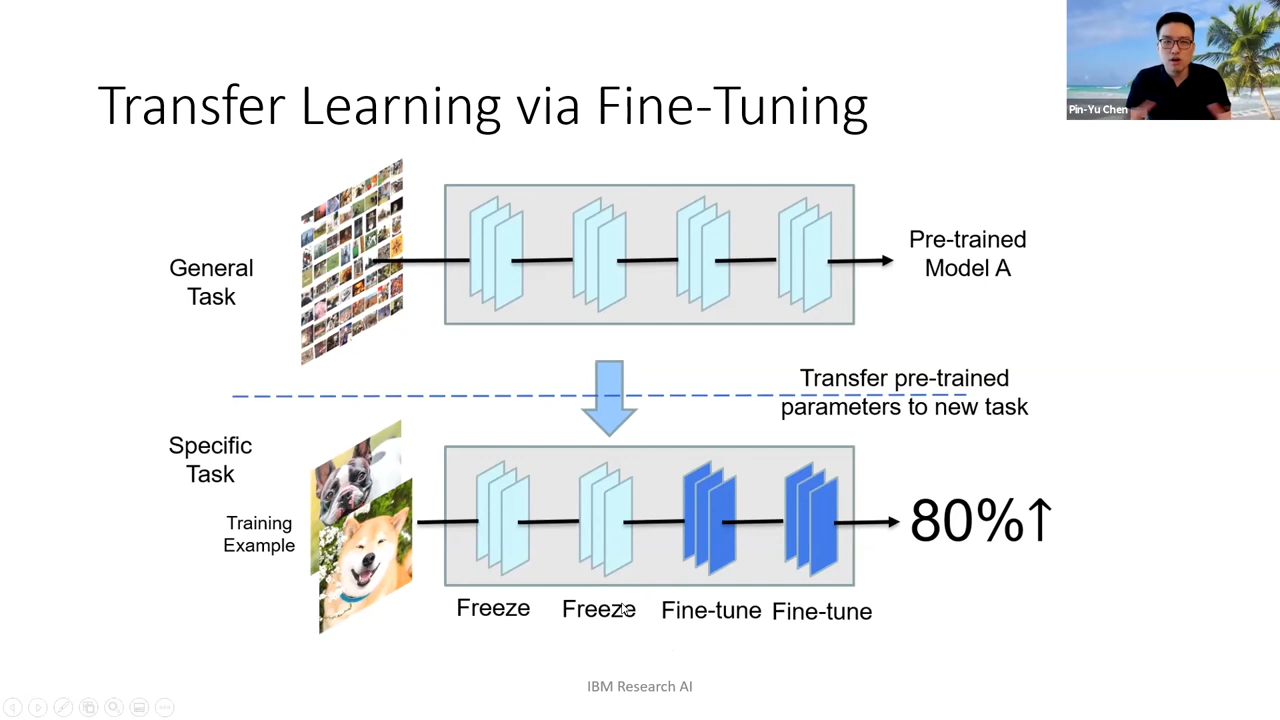 Transfer Learning via Fine-Tuning
Pin-Yu Chen
General
Task
Pre-trained
Model A
Transfer pre-trained
parameters to new task
Specific
Task
Training
Example
80%↑
Freeze
Freeze
Fine-tune
Fine-tune
IBM Research AI